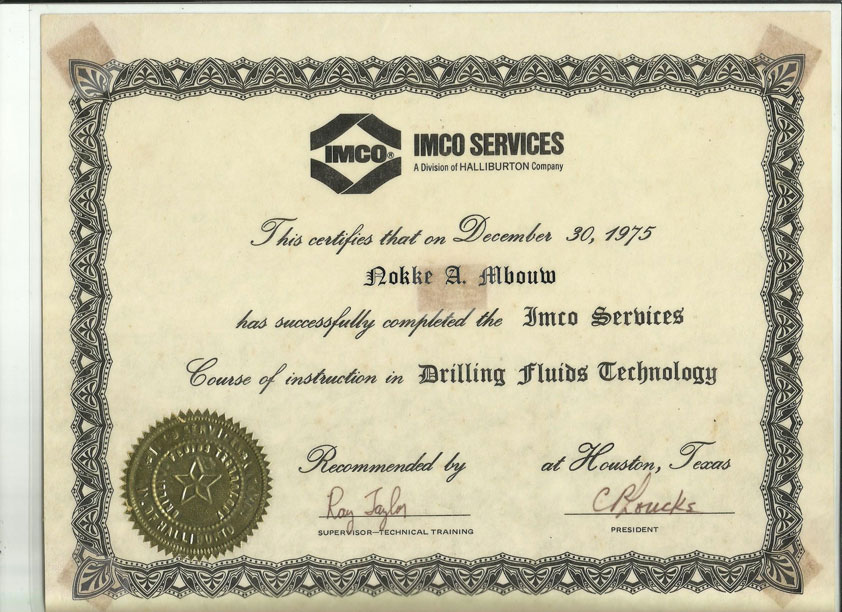 IMCO®
IMCO SERVICES
A Division of HALLIBURTON Company
This certifies that on December 30, 1975
Nokke A. Mbouw
has successfully completed the Imco Services
Course of instruction in Drilling Fluids Technology
Recommended by at Houston, Texas
Ray Taylor
C R Loucks
SUPERVISOR—TECHNICAL TRAINING
PRESIDENT